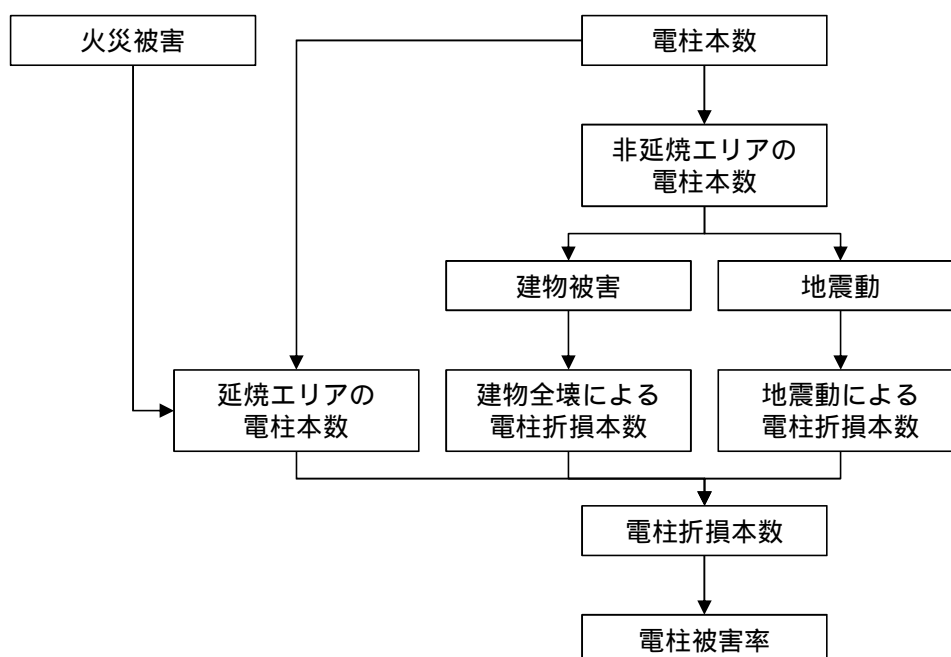 火災被害
電柱本数
非延焼エリアの
電柱本数
建物被害
地震動
延焼エリアの
電柱本数
建物全壊による
電柱折損本数
地震動による
電柱折損本数
電柱折損本数
電柱被害率